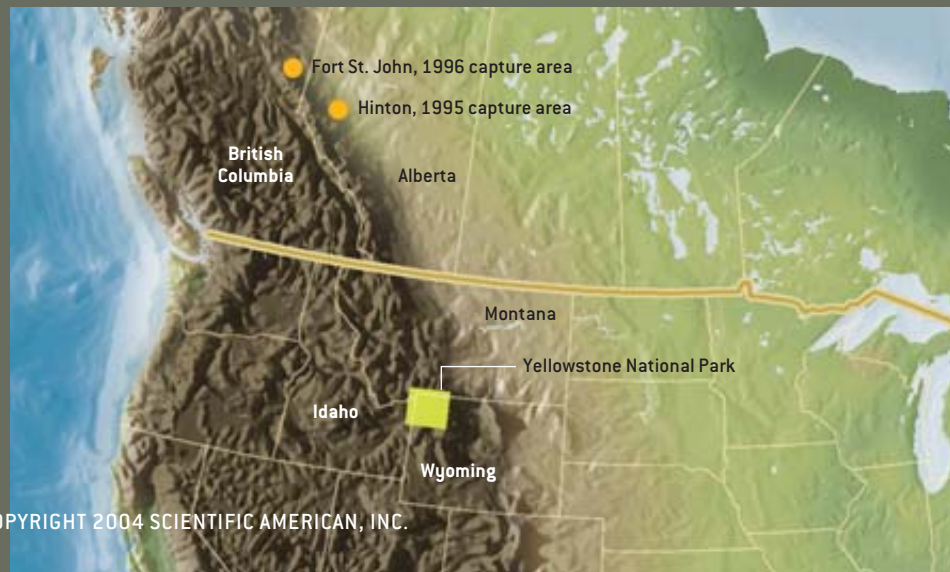 Fort St. John, 1996 capture area
Hinton, 1995 capture area
British
Columbia
Alberta
Montana
Yellowstone National Park
Idaho
Wyoming
OPYRIGHT 2004 SCIENTIFIC AMERICAN, INC.